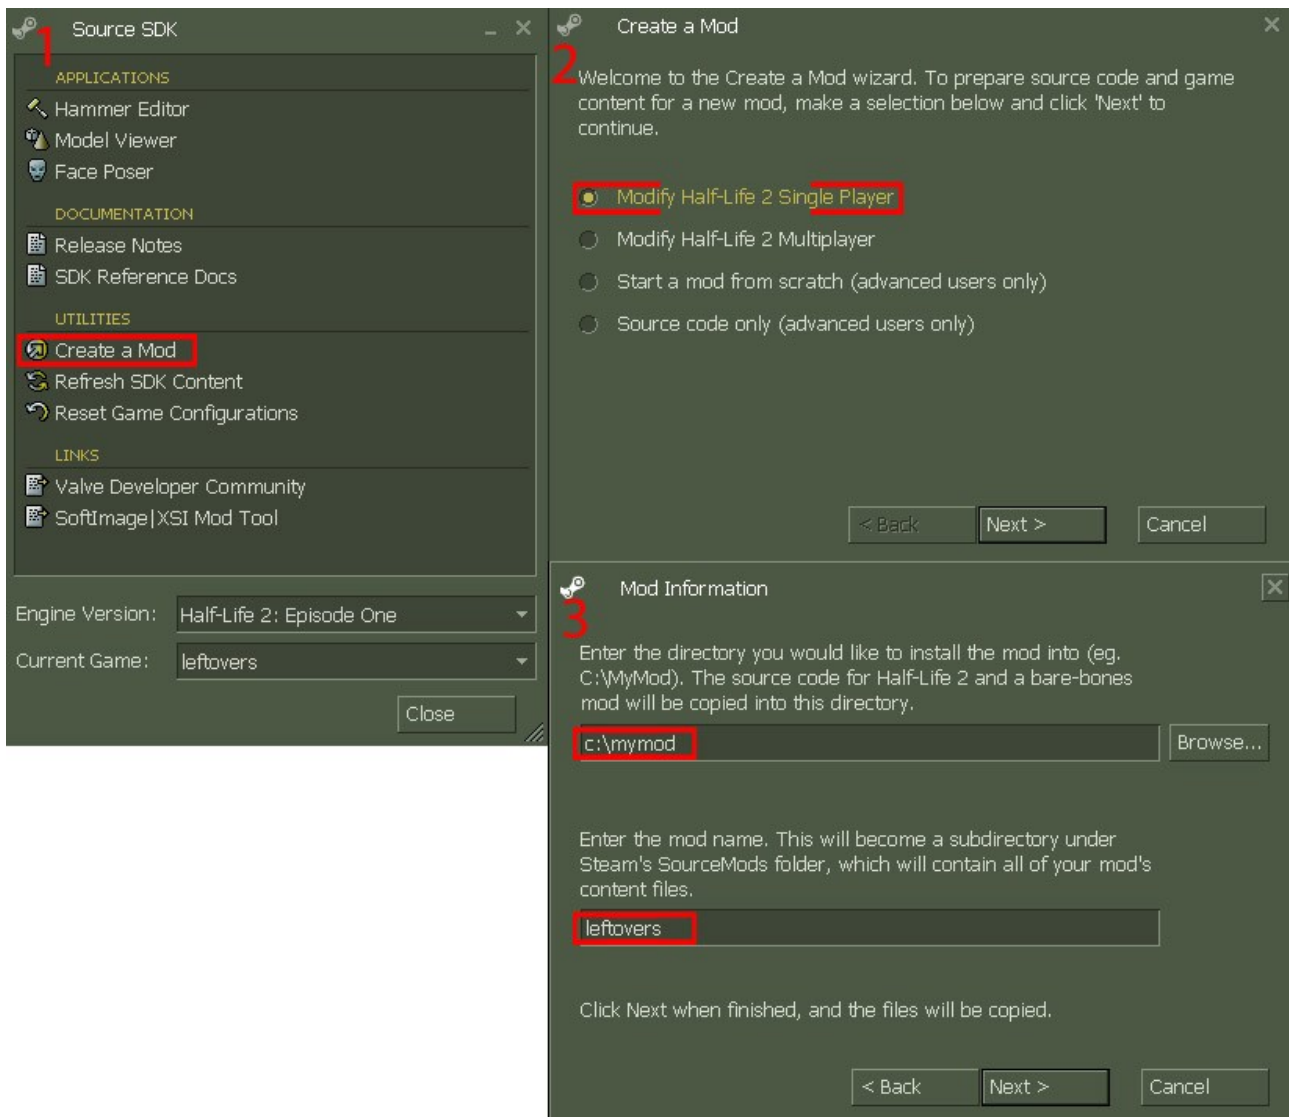 1
Source SDK
APPLICATIONS
Hammer Editor
Model Viewer
Face Poser
DOCUMENTATION
Release Notes
SDK Reference Docs
UTILITIES
Create a Mod
Refresh SDK Content
Reset Game Configurations
LINKS
Valve Developer Community
SoftImage|XSI Mod Tool
Engine Version: Half-Life 2: Episode One
Current Game: leftovers
Close
Create a Mod
2
Welcome to the Create a Mod wizard. To prepare source code and game
content for a new mod, make a selection below and click 'Next' to
continue.
Modify Half-Life 2 Single Player
Modify Half-Life 2 Multiplayer
Start a mod from scratch (advanced users only)
Source code only (advanced users only)
< Back Next > Cancel
Mod Information
3
Enter the directory you would like to install the mod into (eg.
C:\MyMod). The source code for Half-Life 2 and a bare-bones
mod will be copied into this directory.
c:\mymod Browse...
Enter the mod name. This will become a subdirectory under
Steam's SourceMods folder, which will contain all of your mod's
content files.
leftovers
Click Next when finished, and the files will be copied.
< Back Next > Cancel